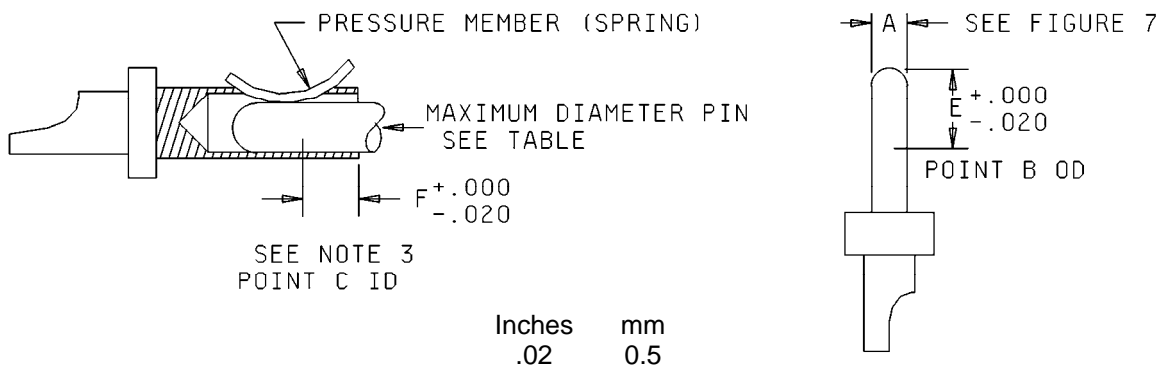 PRESSURE MEMBER (SPRING)
MAXIMUM DIAMETER PIN
SEE TABLE
F +.000
-.020
SEE NOTE 3
POINT C ID
A SEE FIGURE 7
E +.000
-.020
POINT B OD
Inches mm
.02 0.5